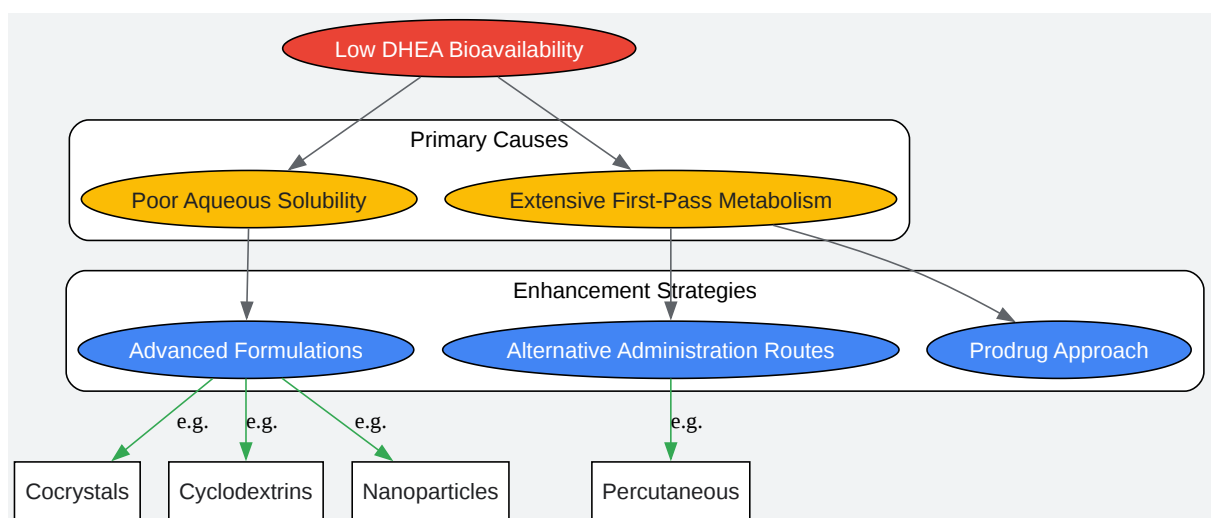 Low DHEA Bioavailability
Primary Causes
Poor Aqueous Solubility
Extensive First-Pass Metabolism
Enhancement Strategies
Advanced Formulations
Alternative Administration Routes
Prodrug Approach
e.g.
e.g.
e.g.
e.g.
Cocrystals
Cyclodextrins
Nanoparticles
Percutaneous